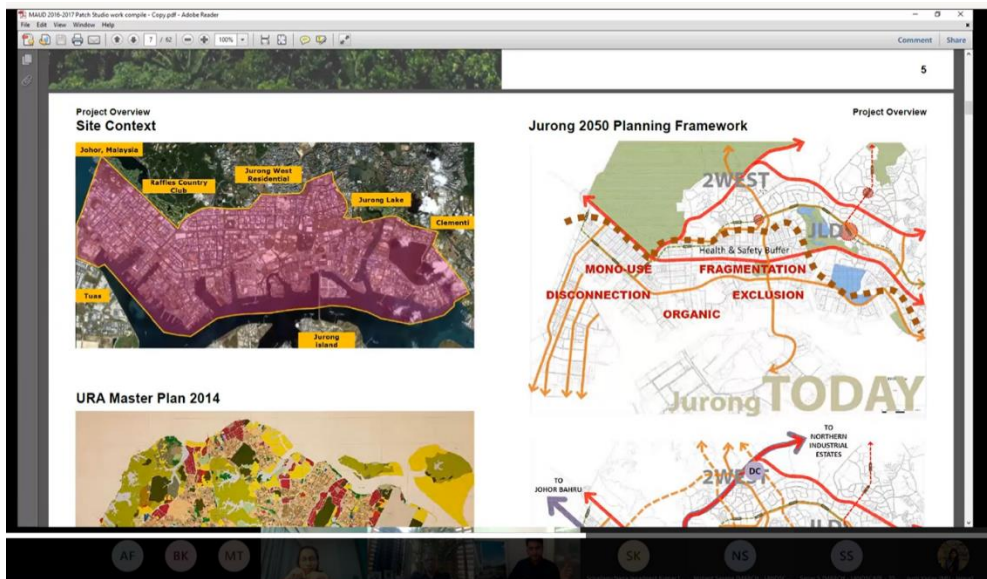 MAUD 2016-2017 Patch Studio work compile - Copy.pdf - Adobe Reader
File Edit View Window Help
7 / 62
100%
Comment
Share
5
Project Overview
Site Context
Johor, Malaysia
Raffles Country
Club
Jurong West
Residential
Jurong Lake
Clementi
Tuas
Jurong
Island
URA Master Plan 2014
Project Overview
Jurong 2050 Planning Framework
2WEST
JLD
Health & Safety Buffer
MONO-USE
FRAGMENTATION
DISCONNECTION
EXCLUSION
ORGANIC
Jurong TODAY
TO
NORTHERN
INDUSTRIAL
ESTATES
DC
2WEST
TO
JOHOR BAHRU
JLD
AF
BK
MT
SK
NS
SS